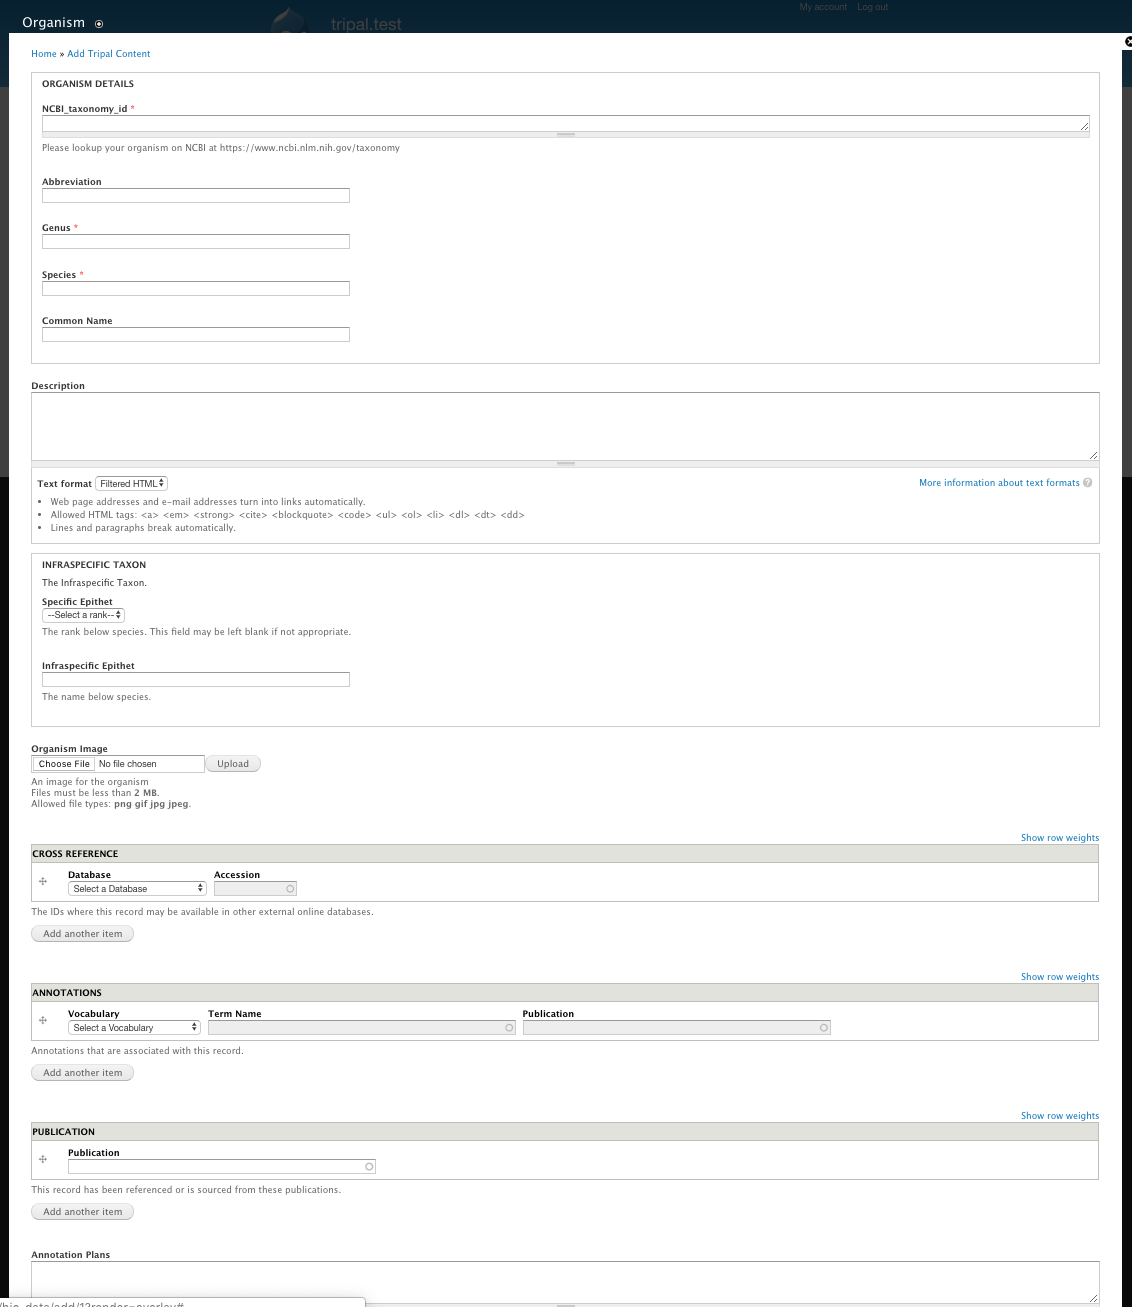 My account Log out
Organism
tripal.test
Home » Add Tripal Content
ORGANISM DETAILS
NCBI_taxonomy_id *
Please lookup your organism on NCBI at https://www.ncbi.nlm.nih.gov/taxonomy
Abbreviation
Genus *
Species *
Common Name
Description
Text format Filtered HTML
More information about text formats ?
• Web page addresses and e-mail addresses turn into links automatically.
• Allowed HTML tags: <a> <em> <strong> <cite> <blockquote> <code> <ul> <ol> <li> <dl> <dt> <dd>
• Lines and paragraphs break automatically.
INFRASPECIFIC TAXON
The Infraspecific Taxon.
Specific Epithet
--Select a rank--
The rank below species. This field may be left blank if not appropriate.
Infraspecific Epithet
The name below species.
Organism Image
Choose File No file chosen Upload
An image for the organism
Files must be less than 2 MB.
Allowed file types: png gif jpg jpeg.
Show row weights
CROSS REFERENCE
Database Accession
Select a Database
The IDs where this record may be available in other external online databases.
Add another item
Show row weights
ANNOTATIONS
Vocabulary Term Name Publication
Select a Vocabulary
Annotations that are associated with this record.
Add another item
Show row weights
PUBLICATION
Publication
This record has been referenced or is sourced from these publications.
Add another item
Annotation Plans
/bio_data/add/1?render=overlay#